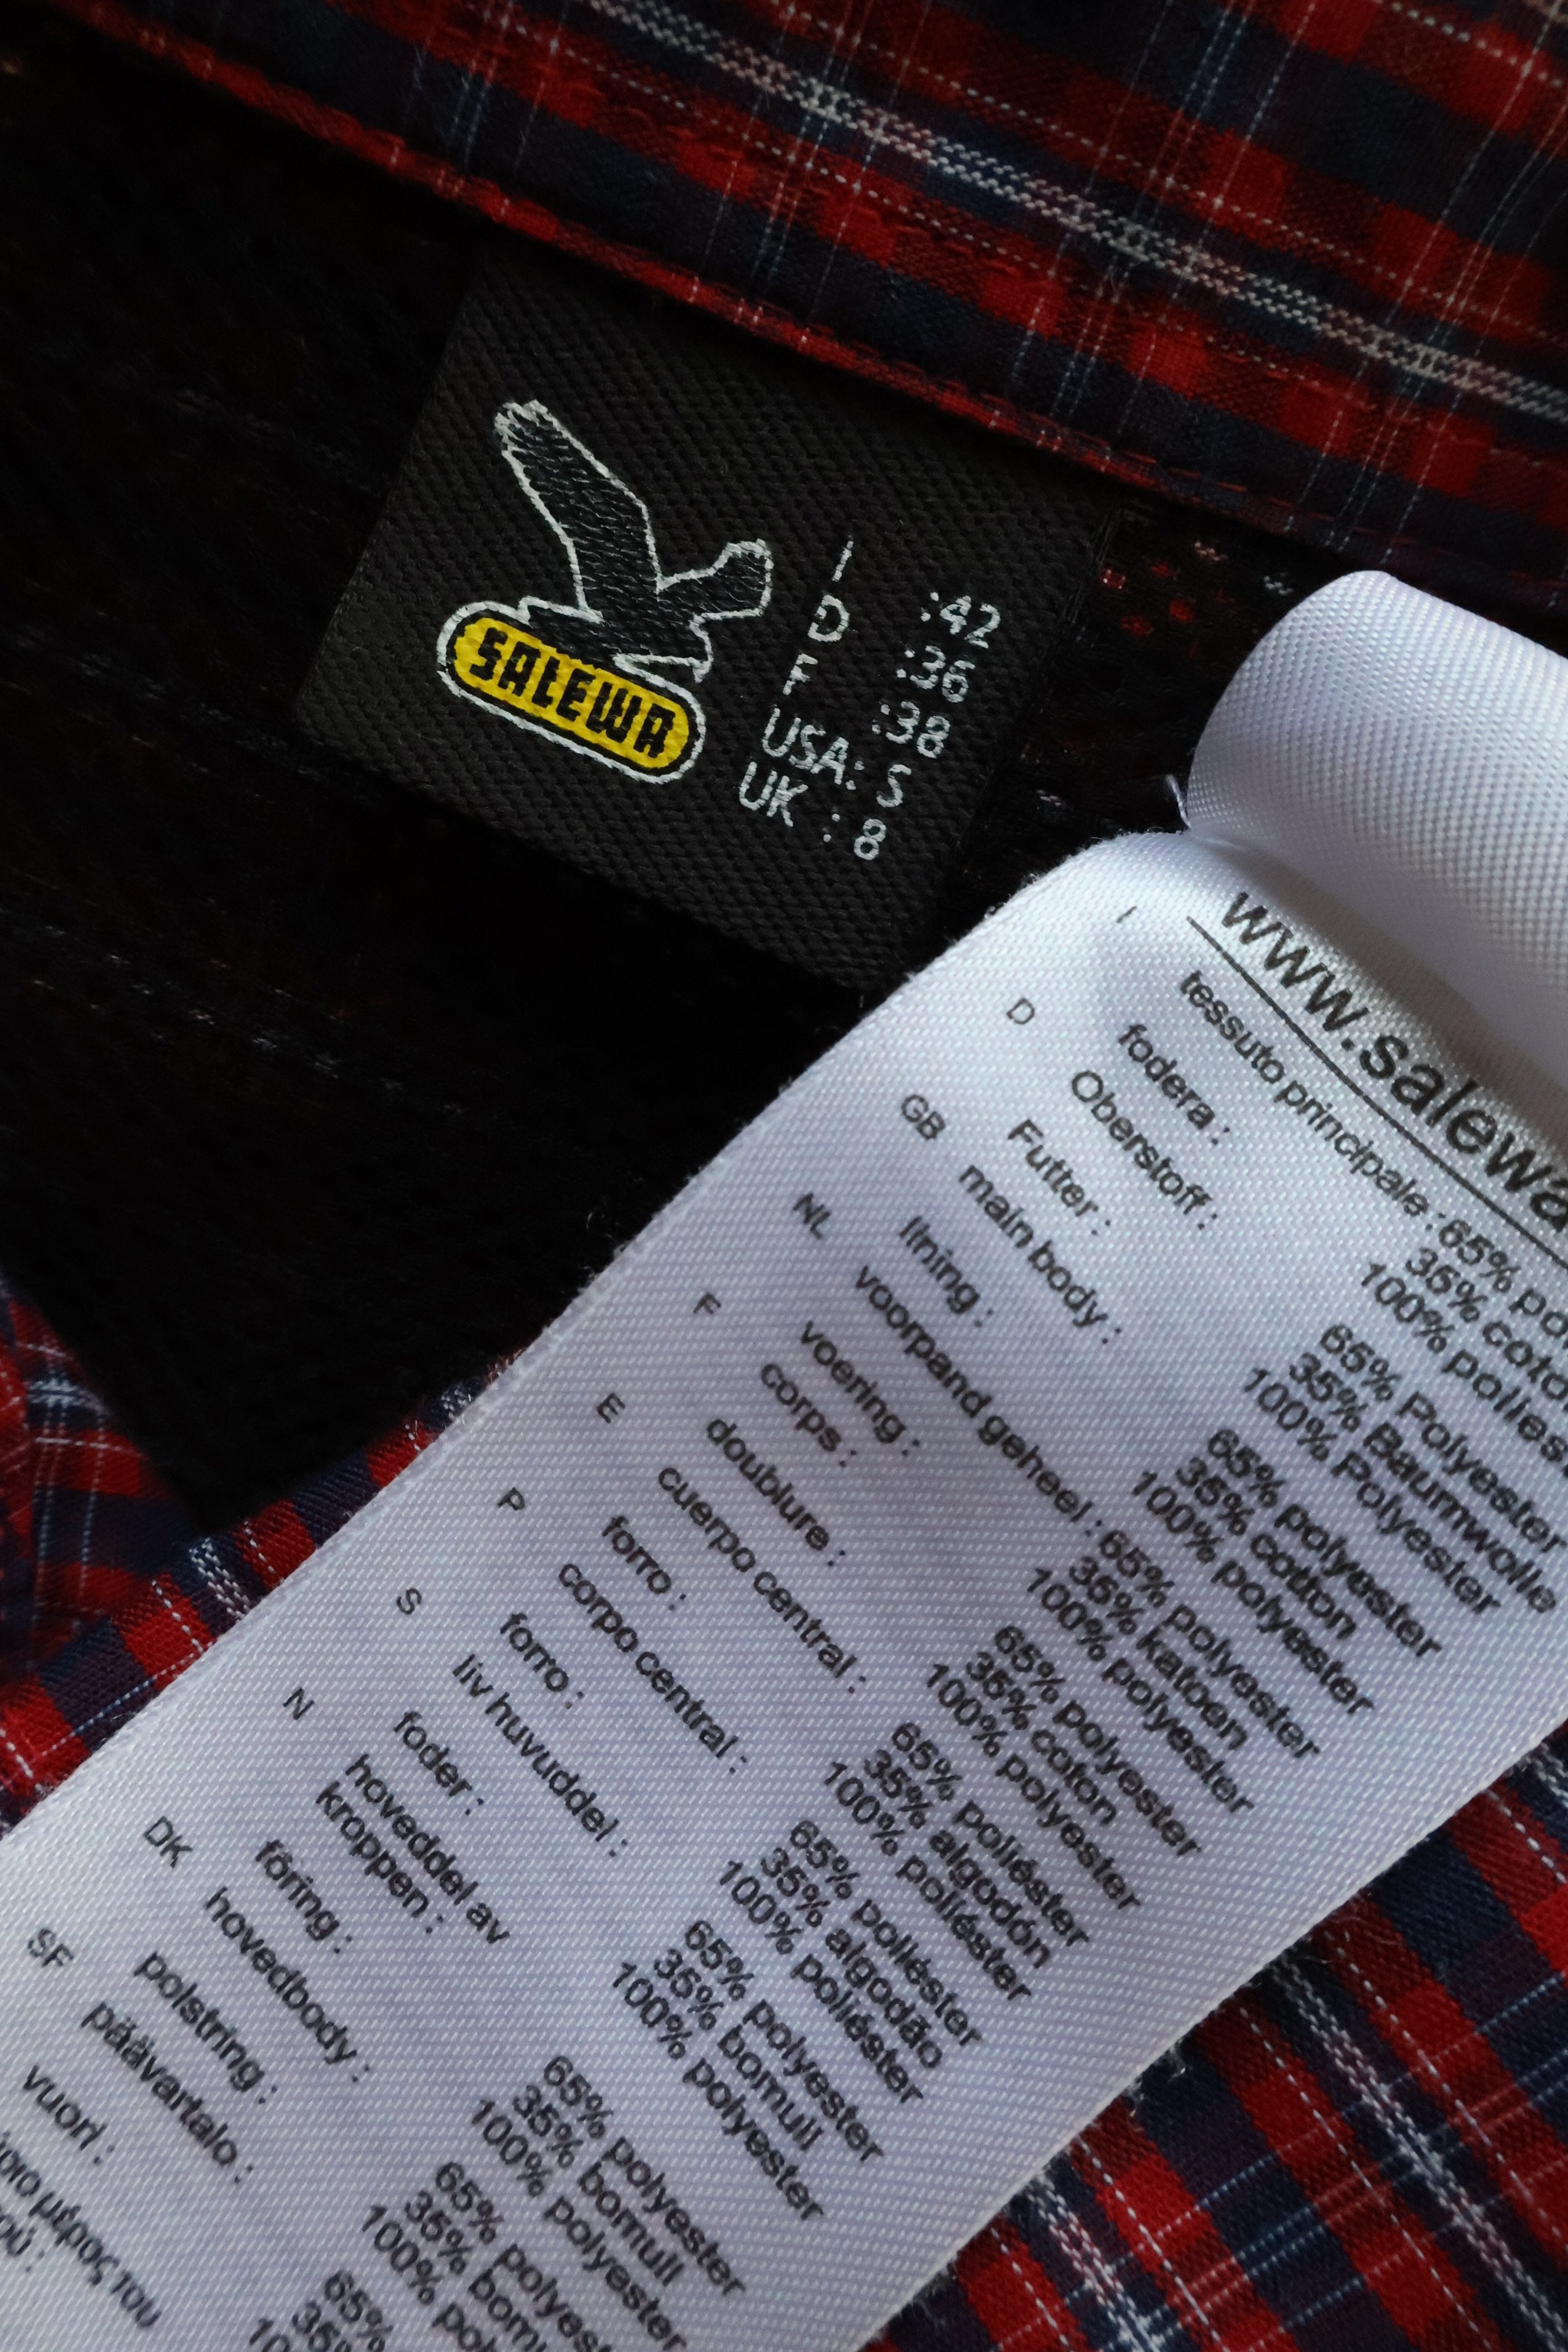 SALEWA
I :42
D :36
F :38
USA: S
UK : 8
www.salewa
I tessuto principale : 65%
35%
fodera : 100%
D Oberstoff : 65% Polyester
35% Baumwolle
Futter : 100% Polyester
GB main body : 65% polyester
35% cotton
lining : 100% polyester
NL voorpand geheel : 65% polyester
35% katoen
voering : 100% polyester
F corps : 65% polyester
35% coton
doublure : 100% polyester
E cuerpo central : 65% poliéster
35% algodón
forro : 100% poliéster
P corpo central : 65% poliéster
35% algodão
forro : 100% poliéster
S liv huvuddel : 65% polyester
35% bomull
foder : 100% polyester
N hoveddel av
kroppen : 65% polyester
35% bomull
fôring : 100% polyester
DK hovedbody : 65% polyester
35%
polstring : 100%
SF päävartalo : 65%
35%
vuori :
μέρος του